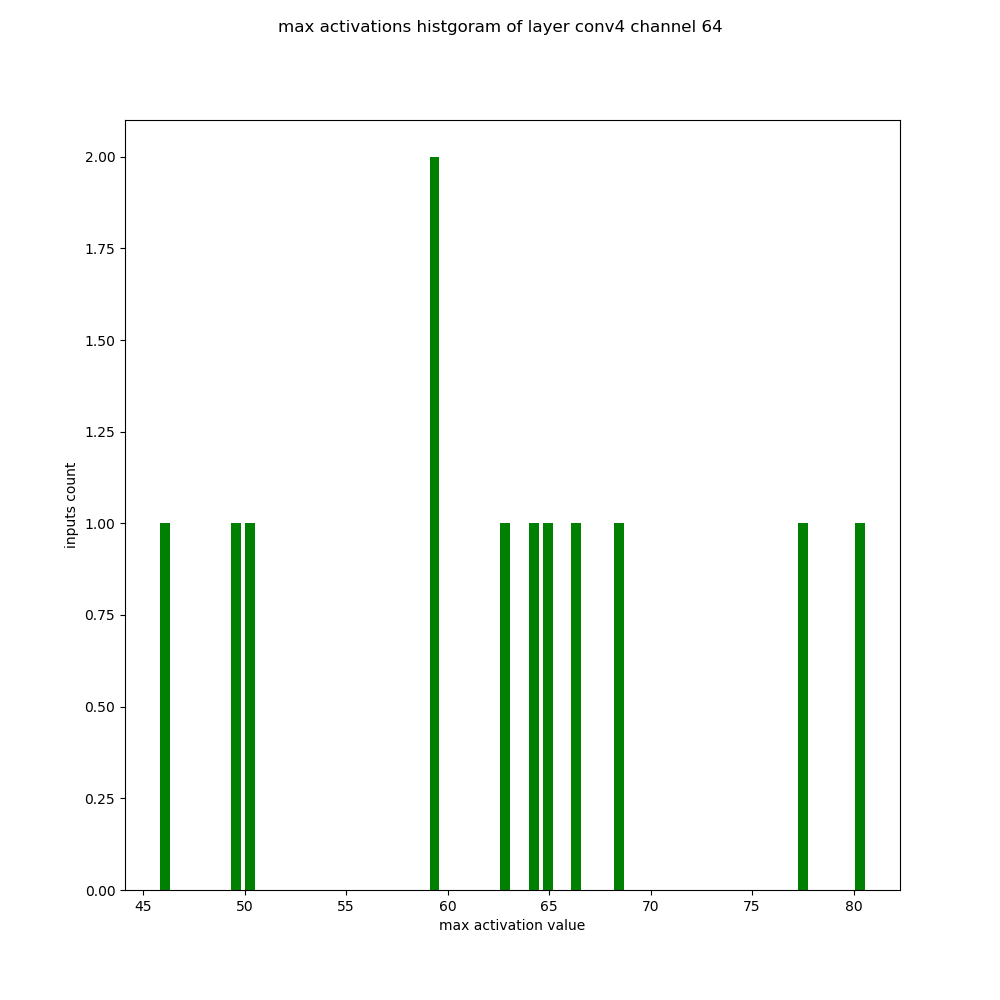 max activations histgoram of layer conv4 channel 64
2.00
1.75
1.50
1.25
1.00
0.75
0.50
0.25
0.00
inputs count
45 50 55 60 65 70 75 80
max activation value